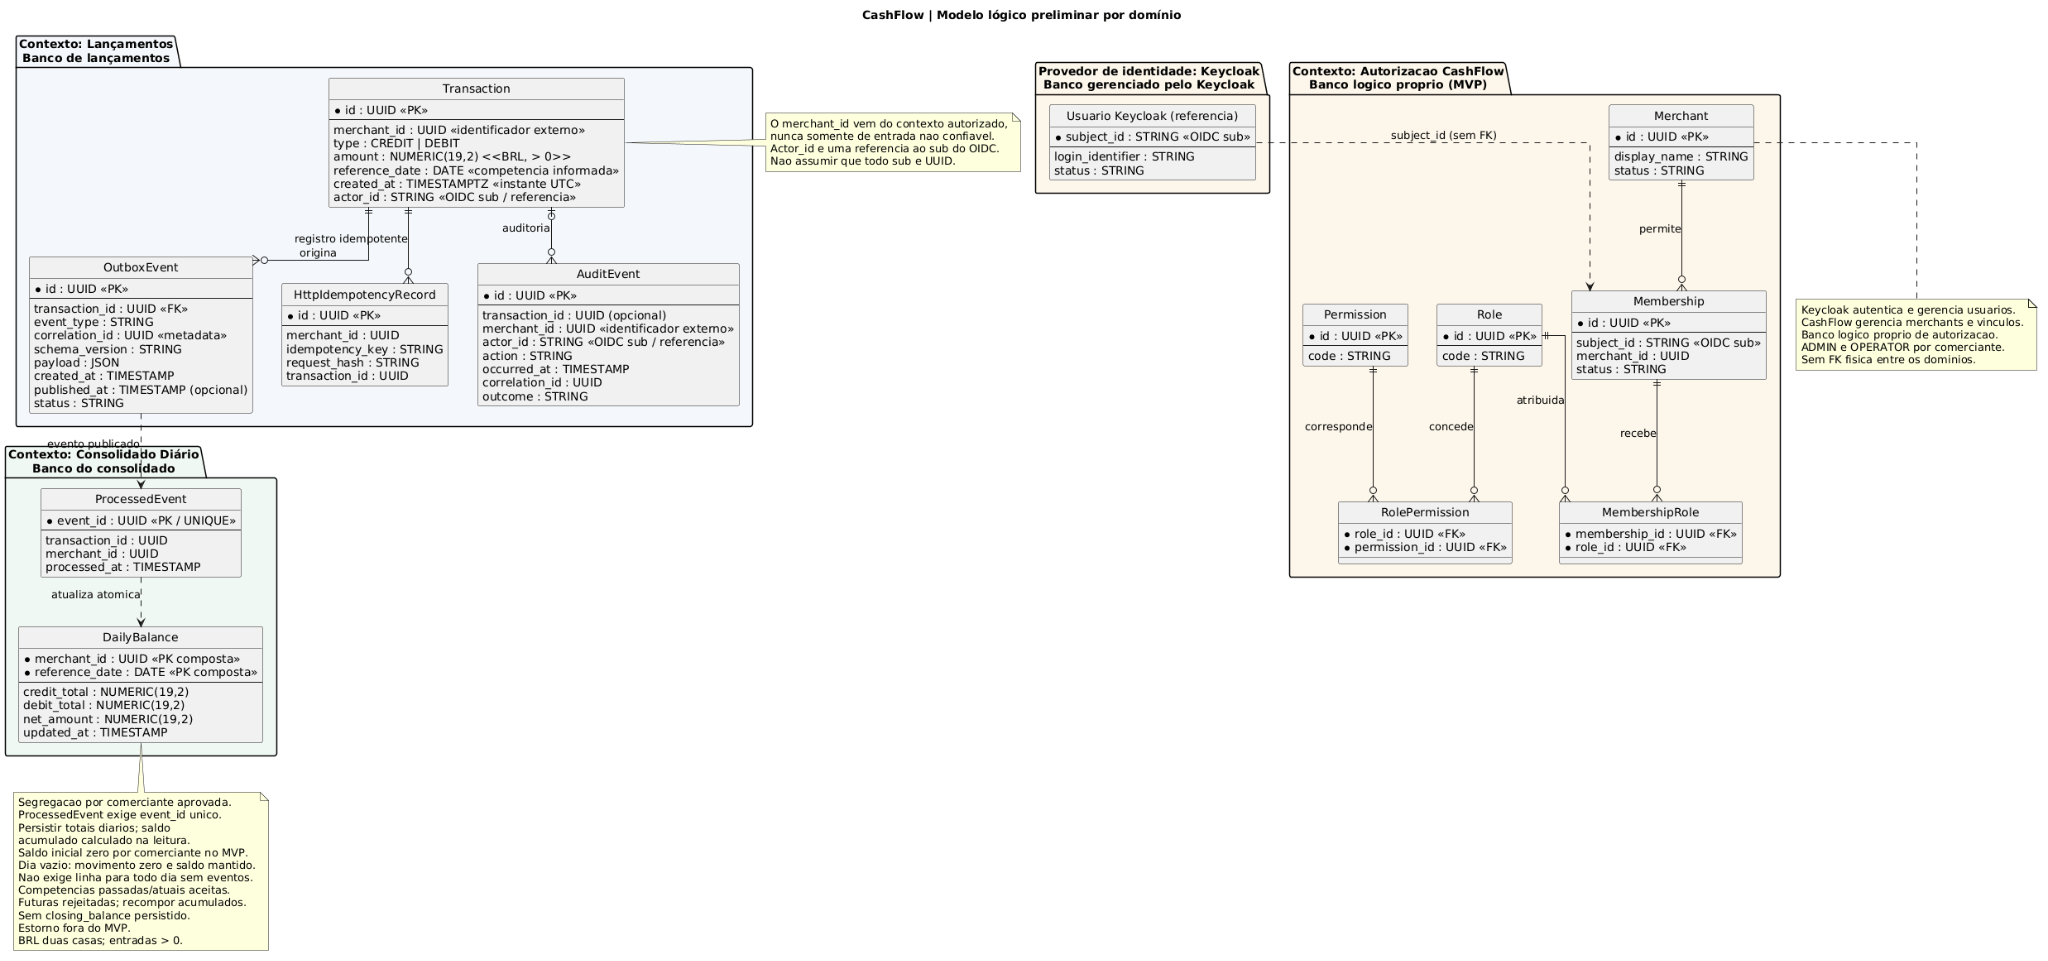 CashFlow | Modelo lógico preliminar por domínio
Contexto: Lançamentos
Banco de lançamentos
Transaction
id : UUID «PK»
merchant_id : UUID «identificador externo»
type : CREDIT | DEBIT
amount : NUMERIC(19,2) <<BRL, > 0>>
reference_date : DATE «competencia informada»
created_at : TIMESTAMPTZ «instante UTC»
actor_id : STRING «OIDC sub / referencia»
O merchant_id vem do contexto autorizado,
nunca somente de entrada nao confiavel.
Actor_id e uma referencia ao sub do OIDC.
Nao assumir que todo sub e UUID.
registro idempotente
origina
auditoria
OutboxEvent
id : UUID «PK»
transaction_id : UUID «FK»
event_type : STRING
correlation_id : UUID «metadata»
schema_version : STRING
payload : JSON
created_at : TIMESTAMP
published_at : TIMESTAMP (opcional)
status : STRING
HttpIdempotencyRecord
id : UUID «PK»
merchant_id : UUID
idempotency_key : STRING
request_hash : STRING
transaction_id : UUID
AuditEvent
id : UUID «PK»
transaction_id : UUID (opcional)
merchant_id : UUID «identificador externo»
actor_id : STRING «OIDC sub / referencia»
action : STRING
occurred_at : TIMESTAMP
correlation_id : UUID
outcome : STRING
evento publicado
Contexto: Consolidado Diário
Banco do consolidado
ProcessedEvent
event_id : UUID «PK / UNIQUE»
transaction_id : UUID
merchant_id : UUID
processed_at : TIMESTAMP
atualiza atomica
DailyBalance
merchant_id : UUID «PK composta»
reference_date : DATE «PK composta»
credit_total : NUMERIC(19,2)
debit_total : NUMERIC(19,2)
net_amount : NUMERIC(19,2)
updated_at : TIMESTAMP
Segregacao por comerciante aprovada.
ProcessedEvent exige event_id unico.
Persistir totais diarios; saldo
acumulado calculado na leitura.
Saldo inicial zero por comerciante no MVP.
Dia vazio: movimento zero e saldo mantido.
Nao exige linha para todo dia sem eventos.
Competencias passadas/atuais aceitas.
Futuras rejeitadas; recompor acumulados.
Sem closing_balance persistido.
Estorno fora do MVP.
BRL duas casas; entradas > 0.
Provedor de identidade: Keycloak
Banco gerenciado pelo Keycloak
Usuario Keycloak (referencia)
subject_id : STRING «OIDC sub»
login_identifier : STRING
status : STRING
subject_id (sem FK)
Contexto: Autorizacao CashFlow
Banco logico proprio (MVP)
Merchant
id : UUID «PK»
display_name : STRING
status : STRING
permite
Permission
id : UUID «PK»
code : STRING
Role
id : UUID «PK»
code : STRING
Membership
id : UUID «PK»
subject_id : STRING «OIDC sub»
merchant_id : UUID
status : STRING
Keycloak autentica e gerencia usuarios.
CashFlow gerencia merchants e vinculos.
Banco logico proprio de autorizacao.
ADMIN e OPERATOR por comerciante.
Sem FK fisica entre os dominios.
corresponde
concede
atribuida
recebe
RolePermission
role_id : UUID «FK»
permission_id : UUID «FK»
MembershipRole
membership_id : UUID «FK»
role_id : UUID «FK»